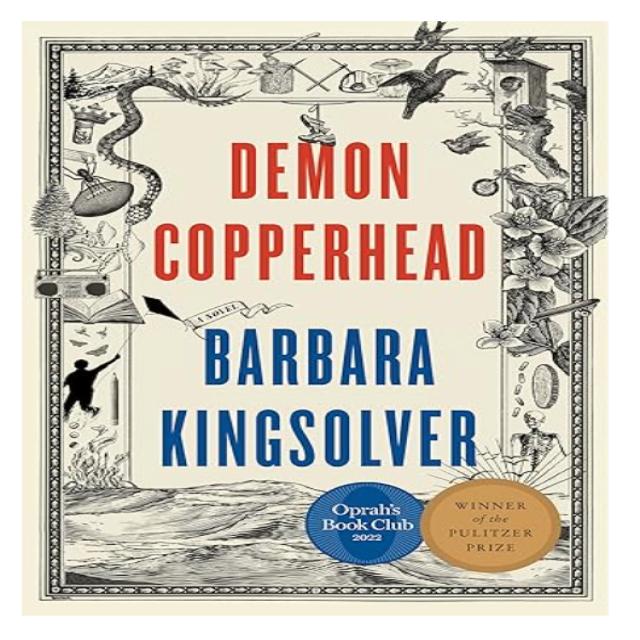 DEMON
COPPERHEAD
A NOVEL
BARBARA
KINGSOLVER
Oprah's
Book Club
2022
WINNER
of the
PULITZER
PRIZE